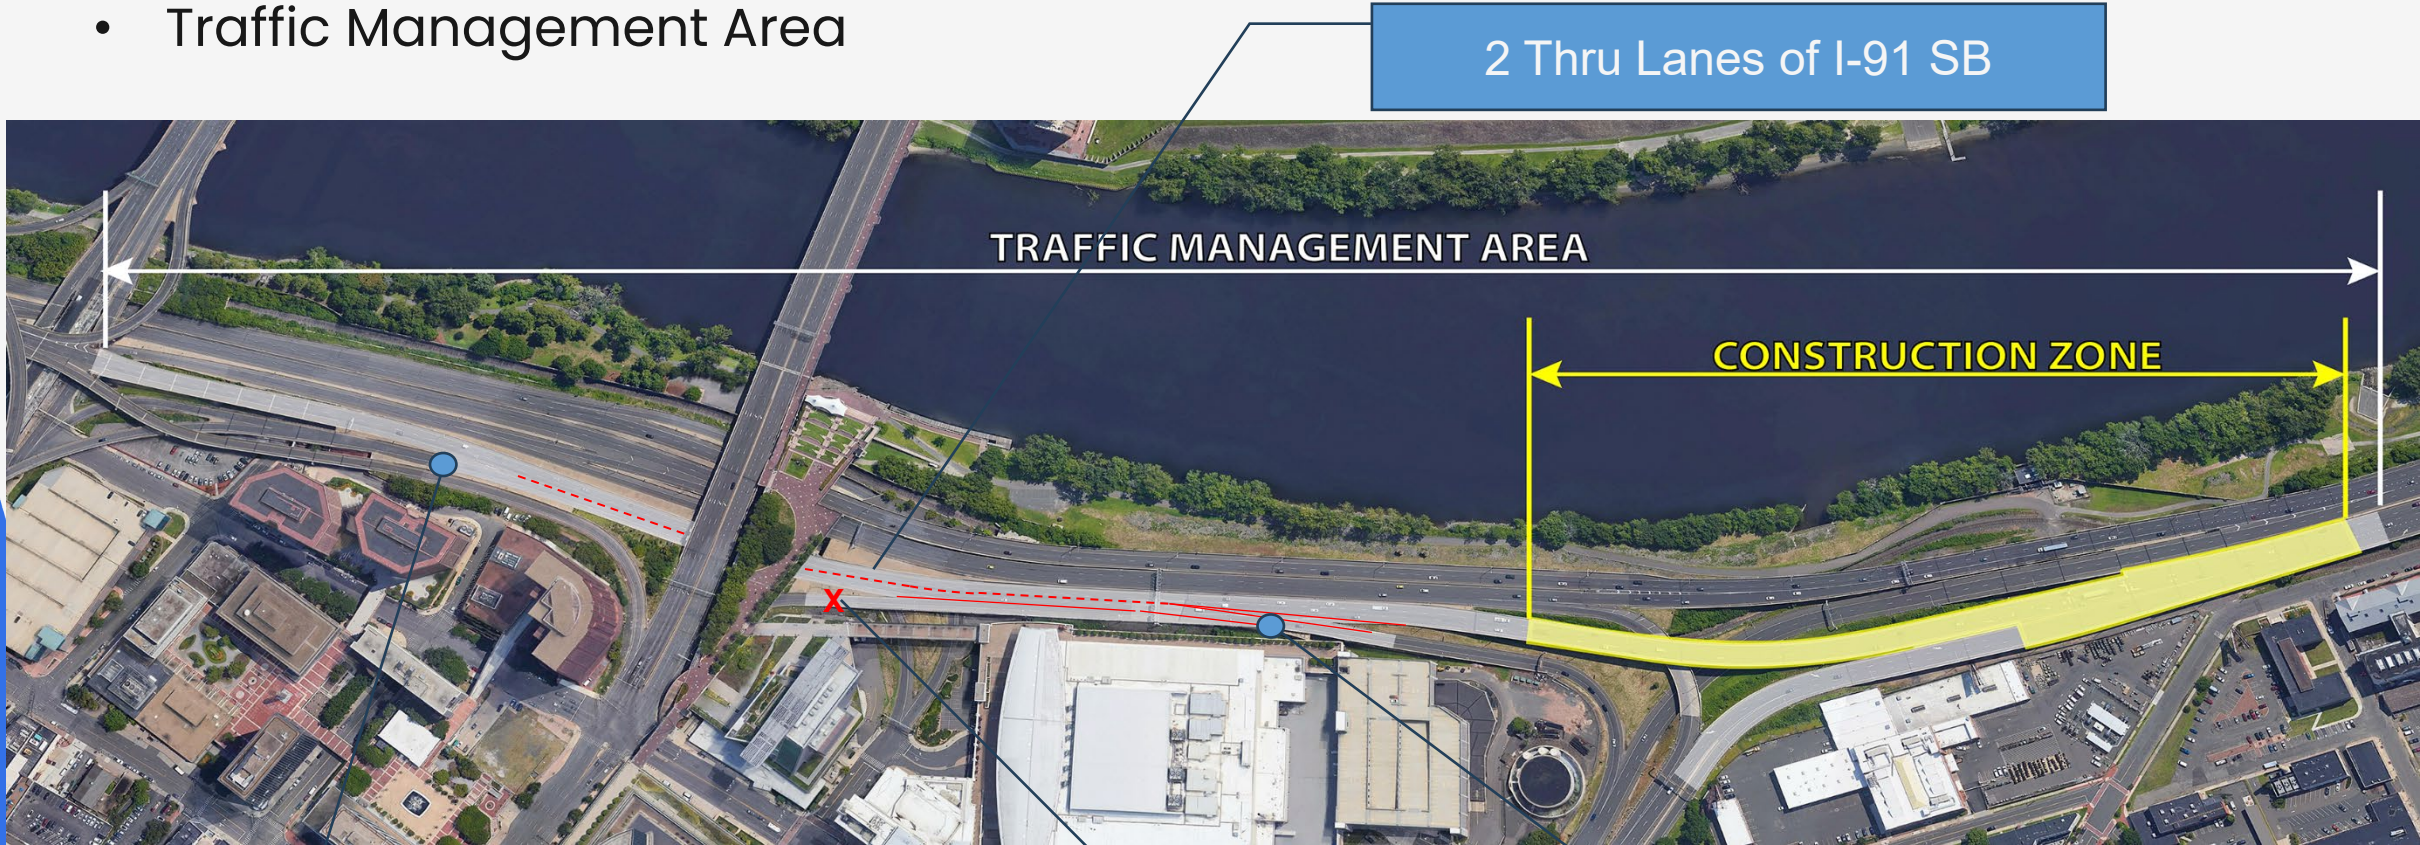 • Traffic Management Area
2 Thru Lanes of I-91 SB
TRAFFIC MANAGEMENT AREA
CONSTRUCTION ZONE
X